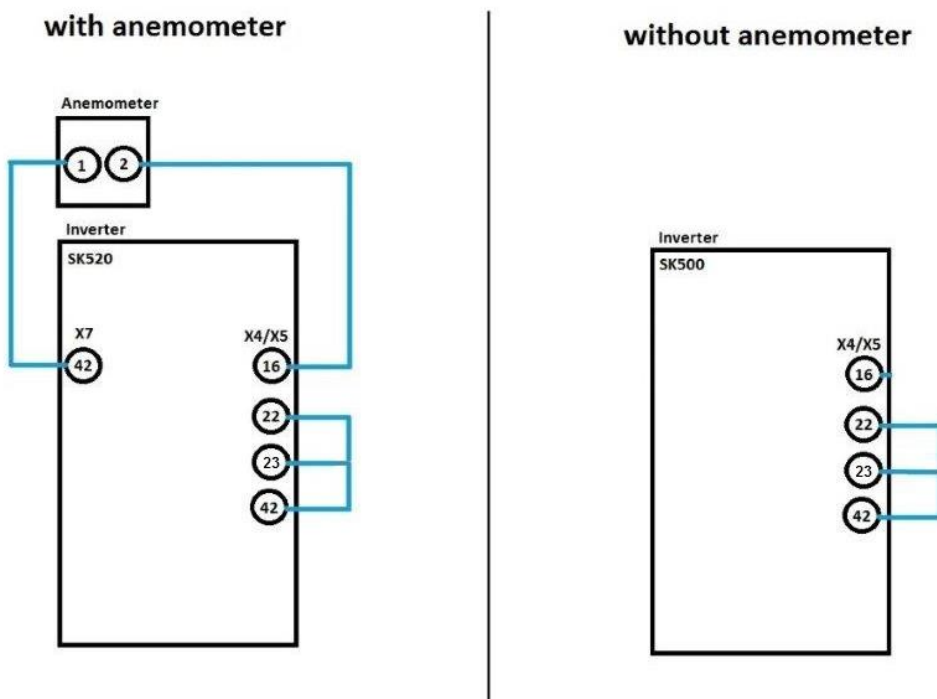 with anemometer
Anemometer
1 2
Inverter
SK520
X7 X4/X5
42 16
22
23
42
without anemometer
Inverter
SK500
X4/X5
16
22
23
42